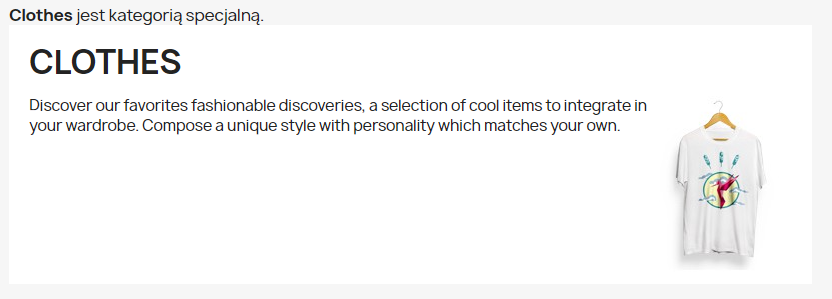 Clothes jest kategorią specjalną.
CLOTHES
Discover our favorites fashionable discoveries, a selection of cool items to integrate in
your wardrobe. Compose a unique style with personality which matches your own.